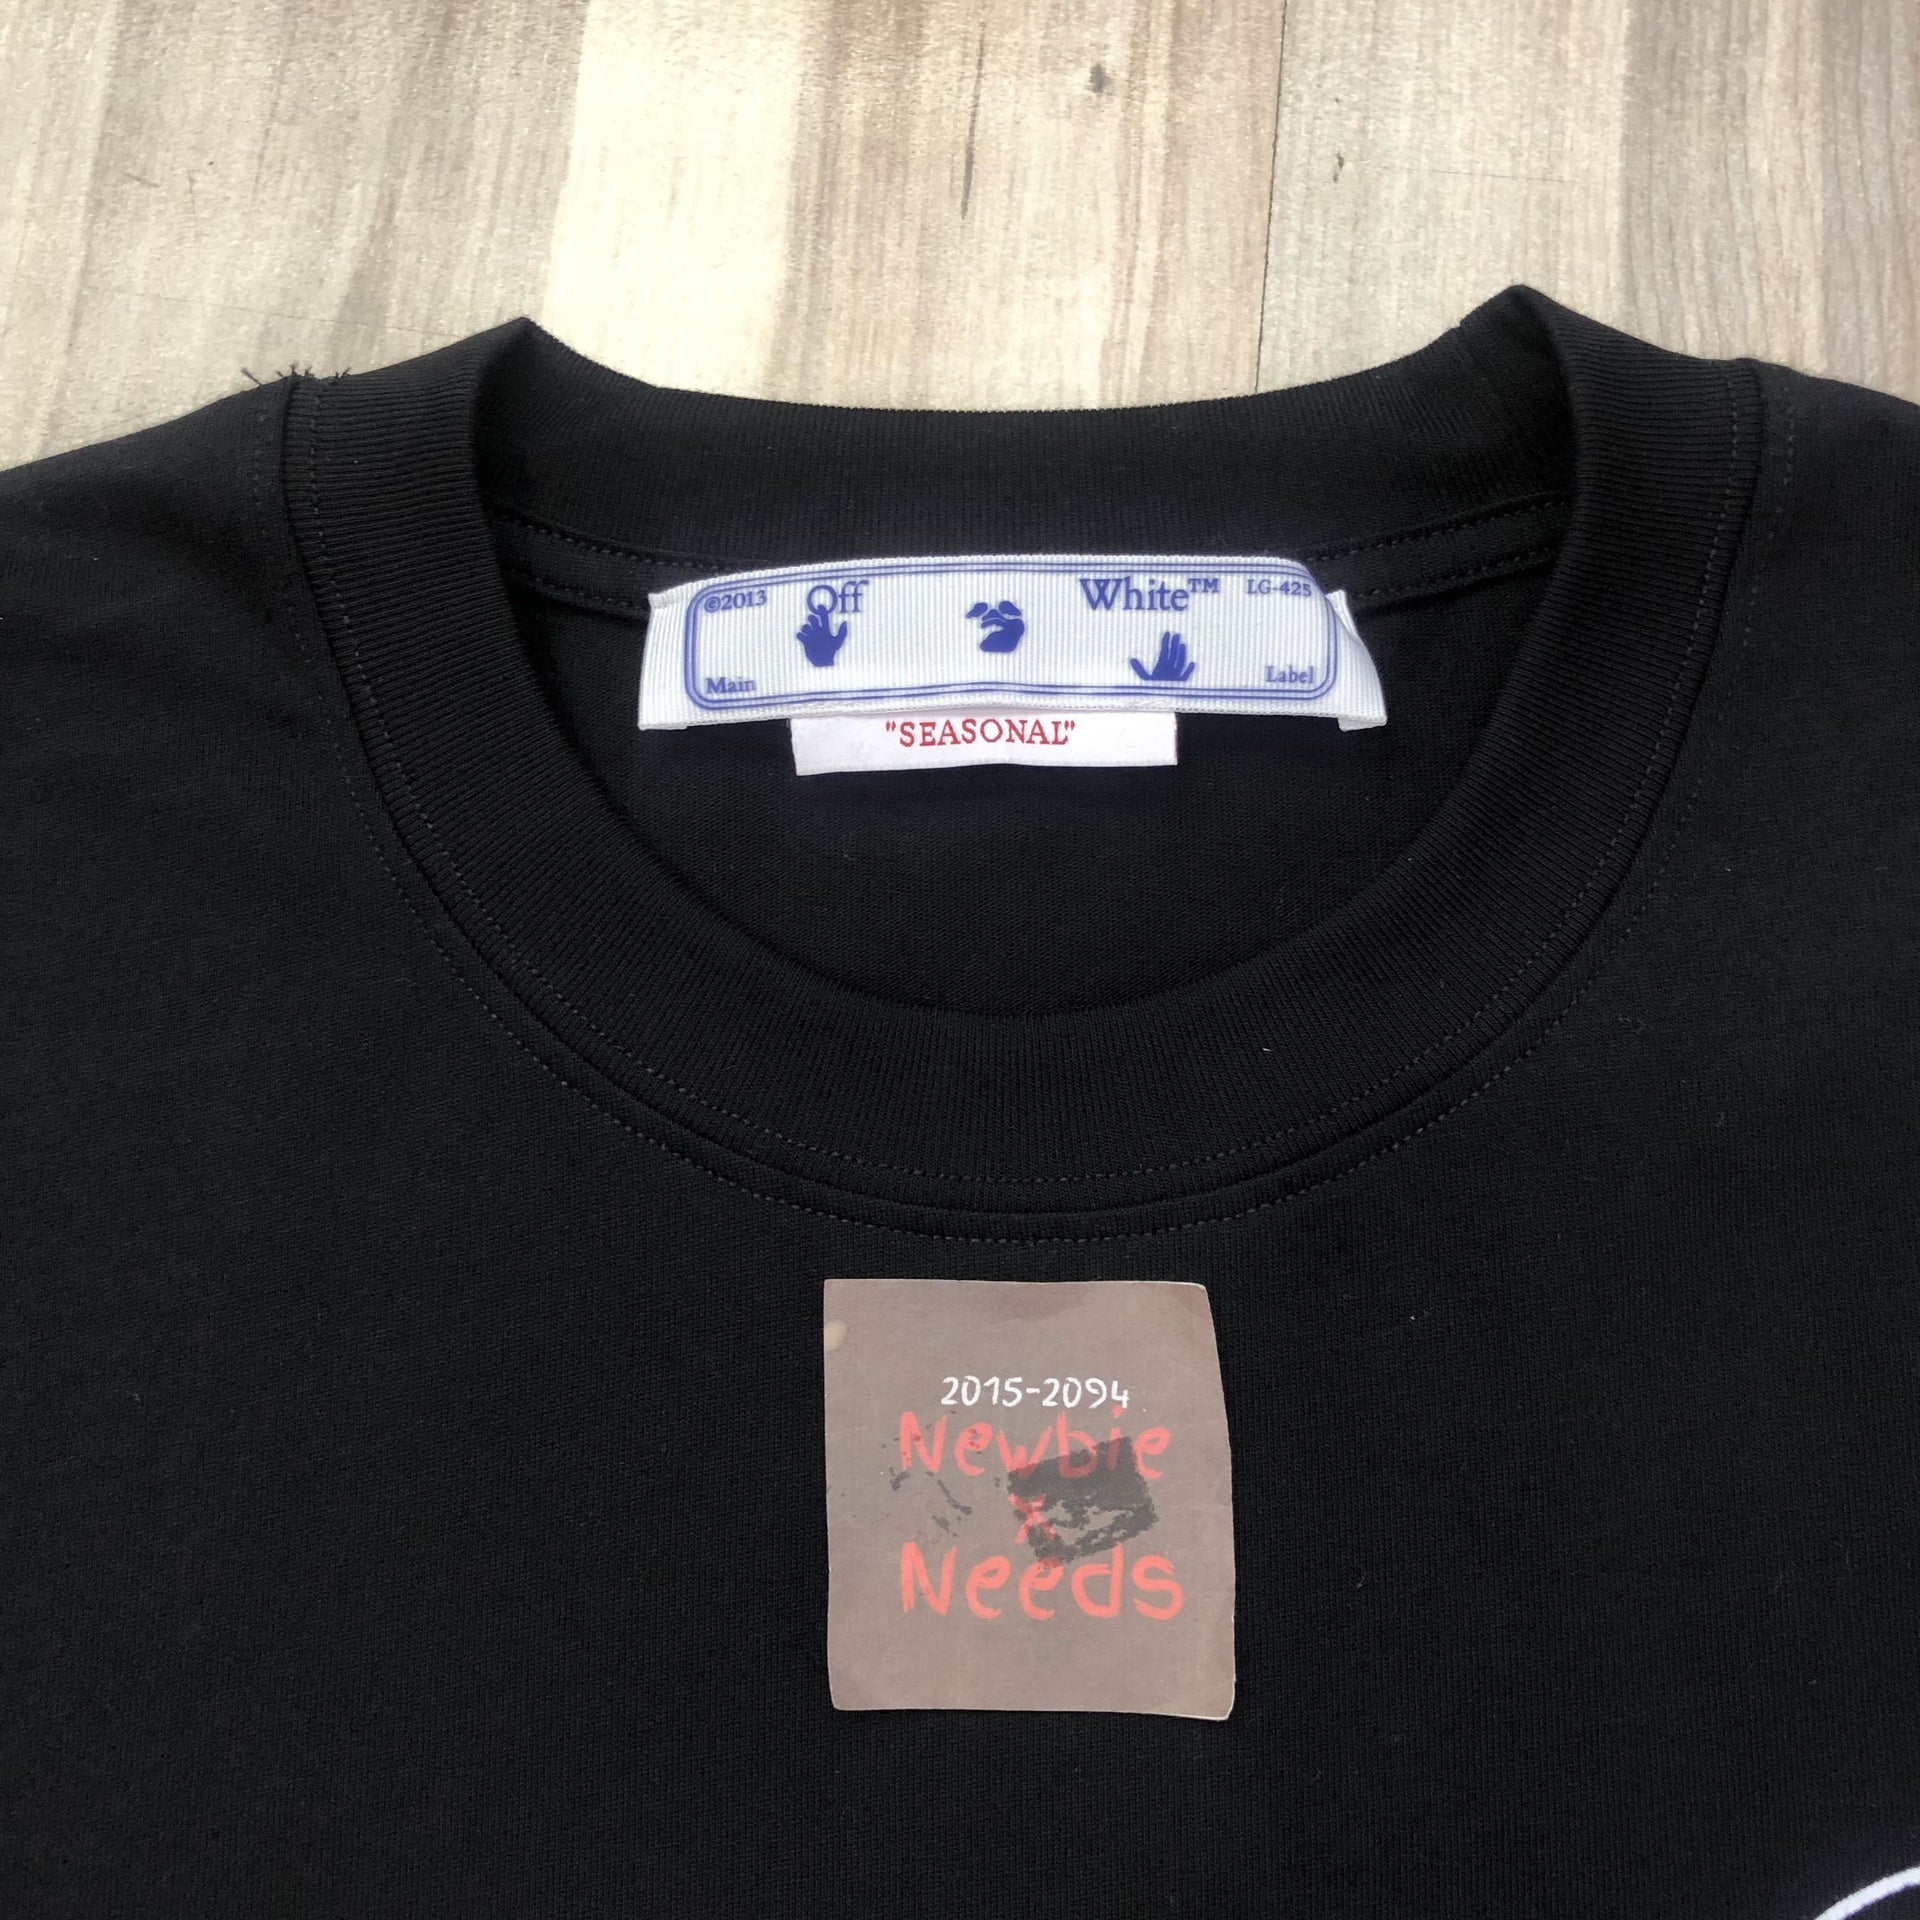 ©2013 Off White™ LG-425
Main Label
"SEASONAL"
2015-2094
Newbie
x
Needs